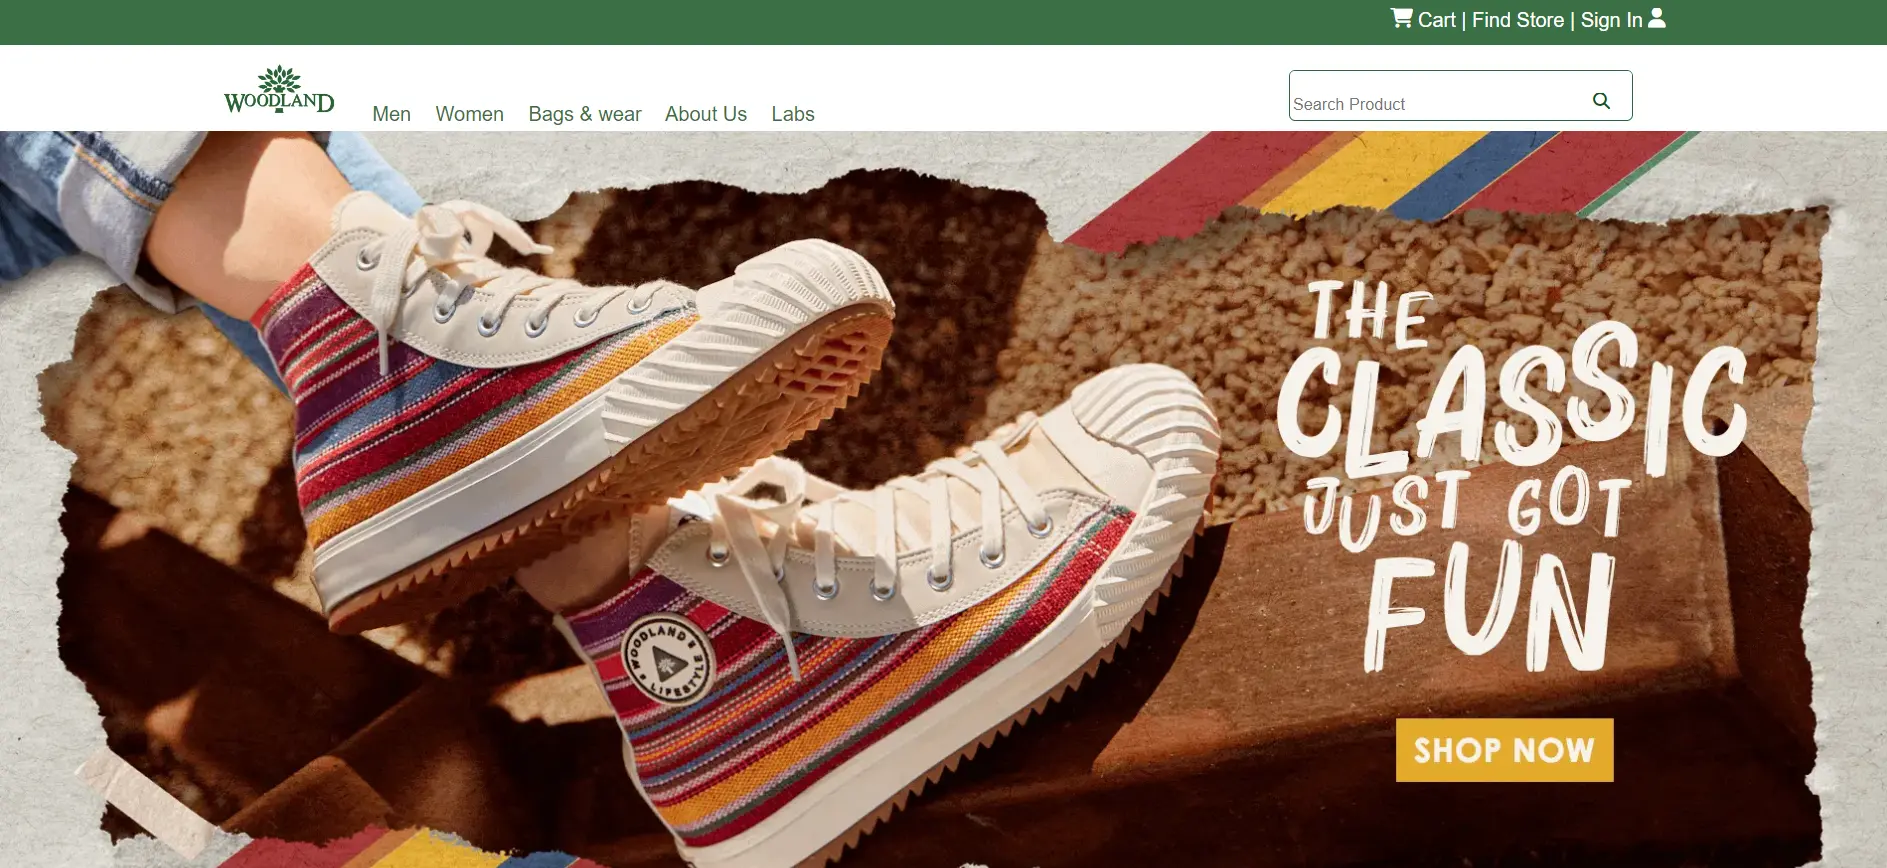 Cart | Find Store | Sign In
WOODLAND
Men Women Bags & wear About Us Labs
Search Product
THE
CLASSIC
JUST GOT
FUN
WOODLAND
LIFESTYLE
SHOP NOW